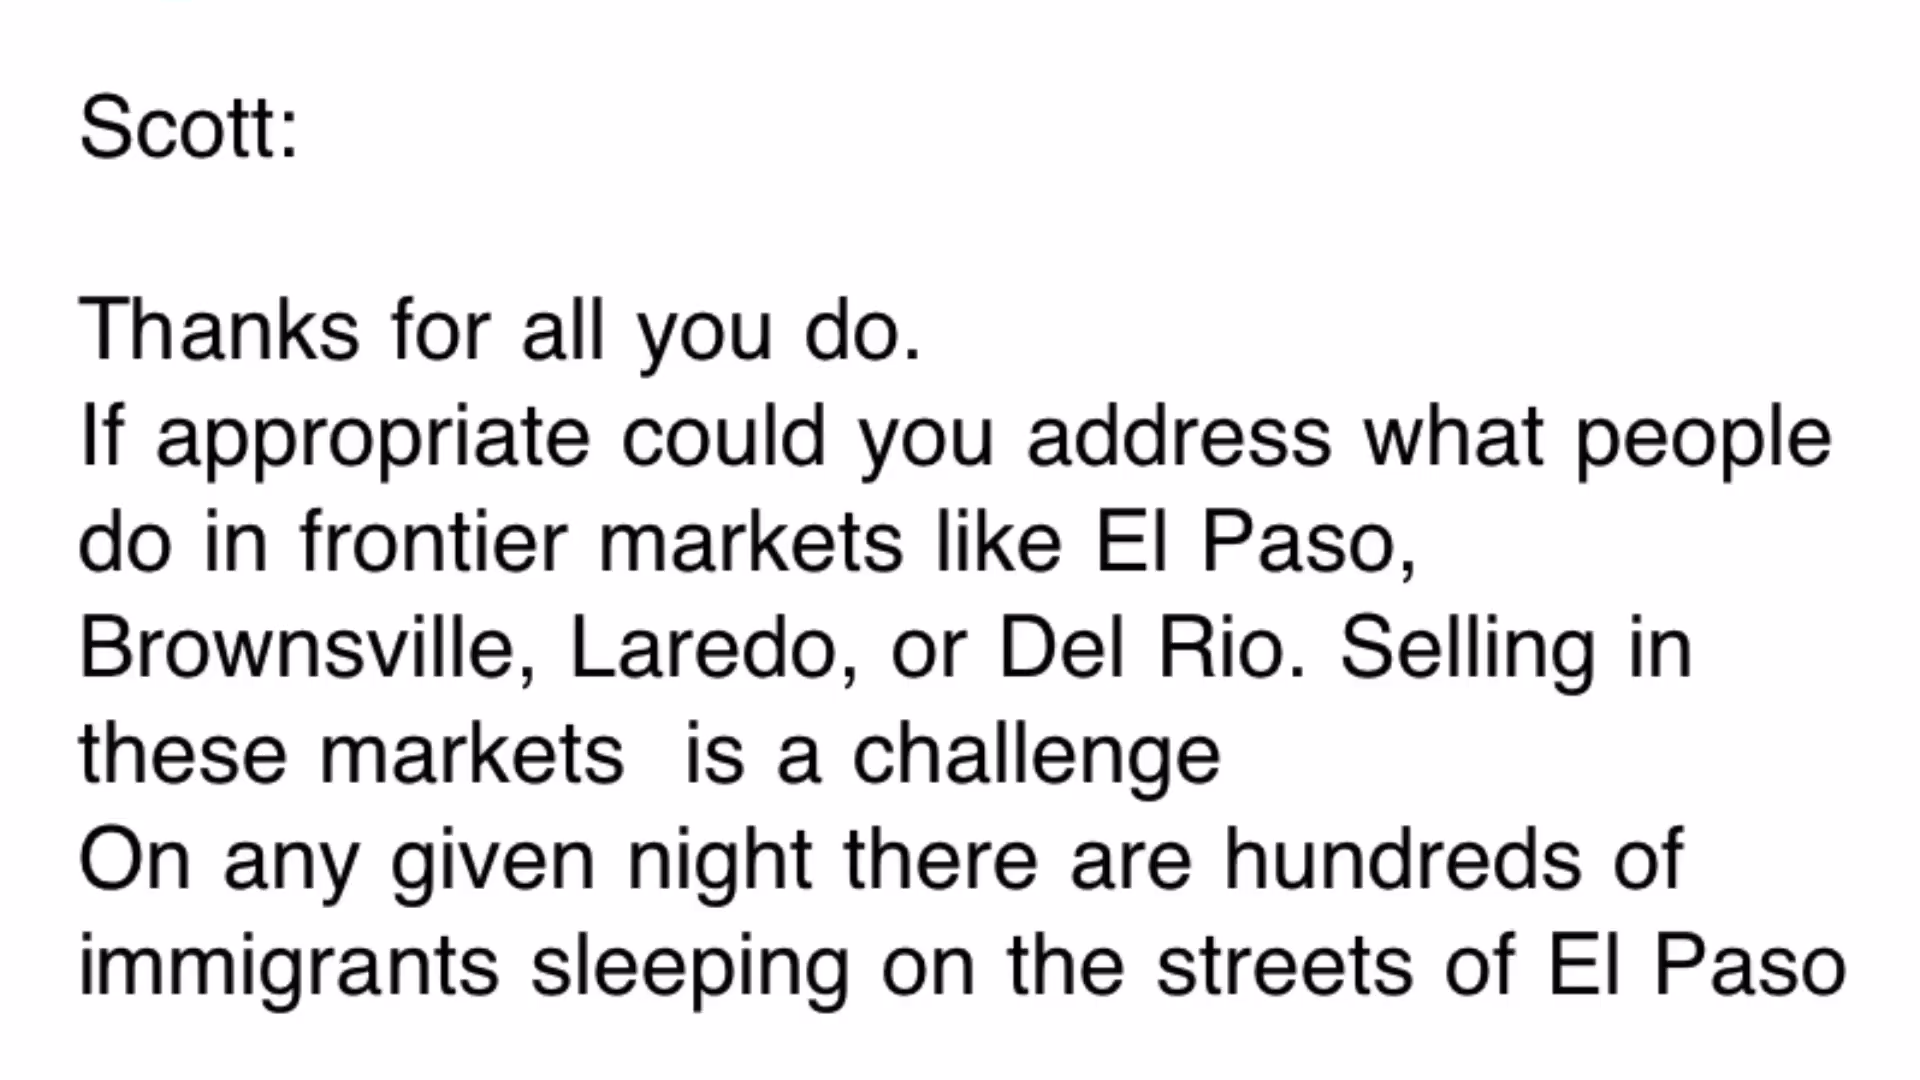 Scott:
Thanks for all you do.
If appropriate could you address what people
do in frontier markets like El Paso,
Brownsville, Laredo, or Del Rio. Selling in
these markets  is a challenge
On any given night there are hundreds of
immigrants sleeping on the streets of El Paso